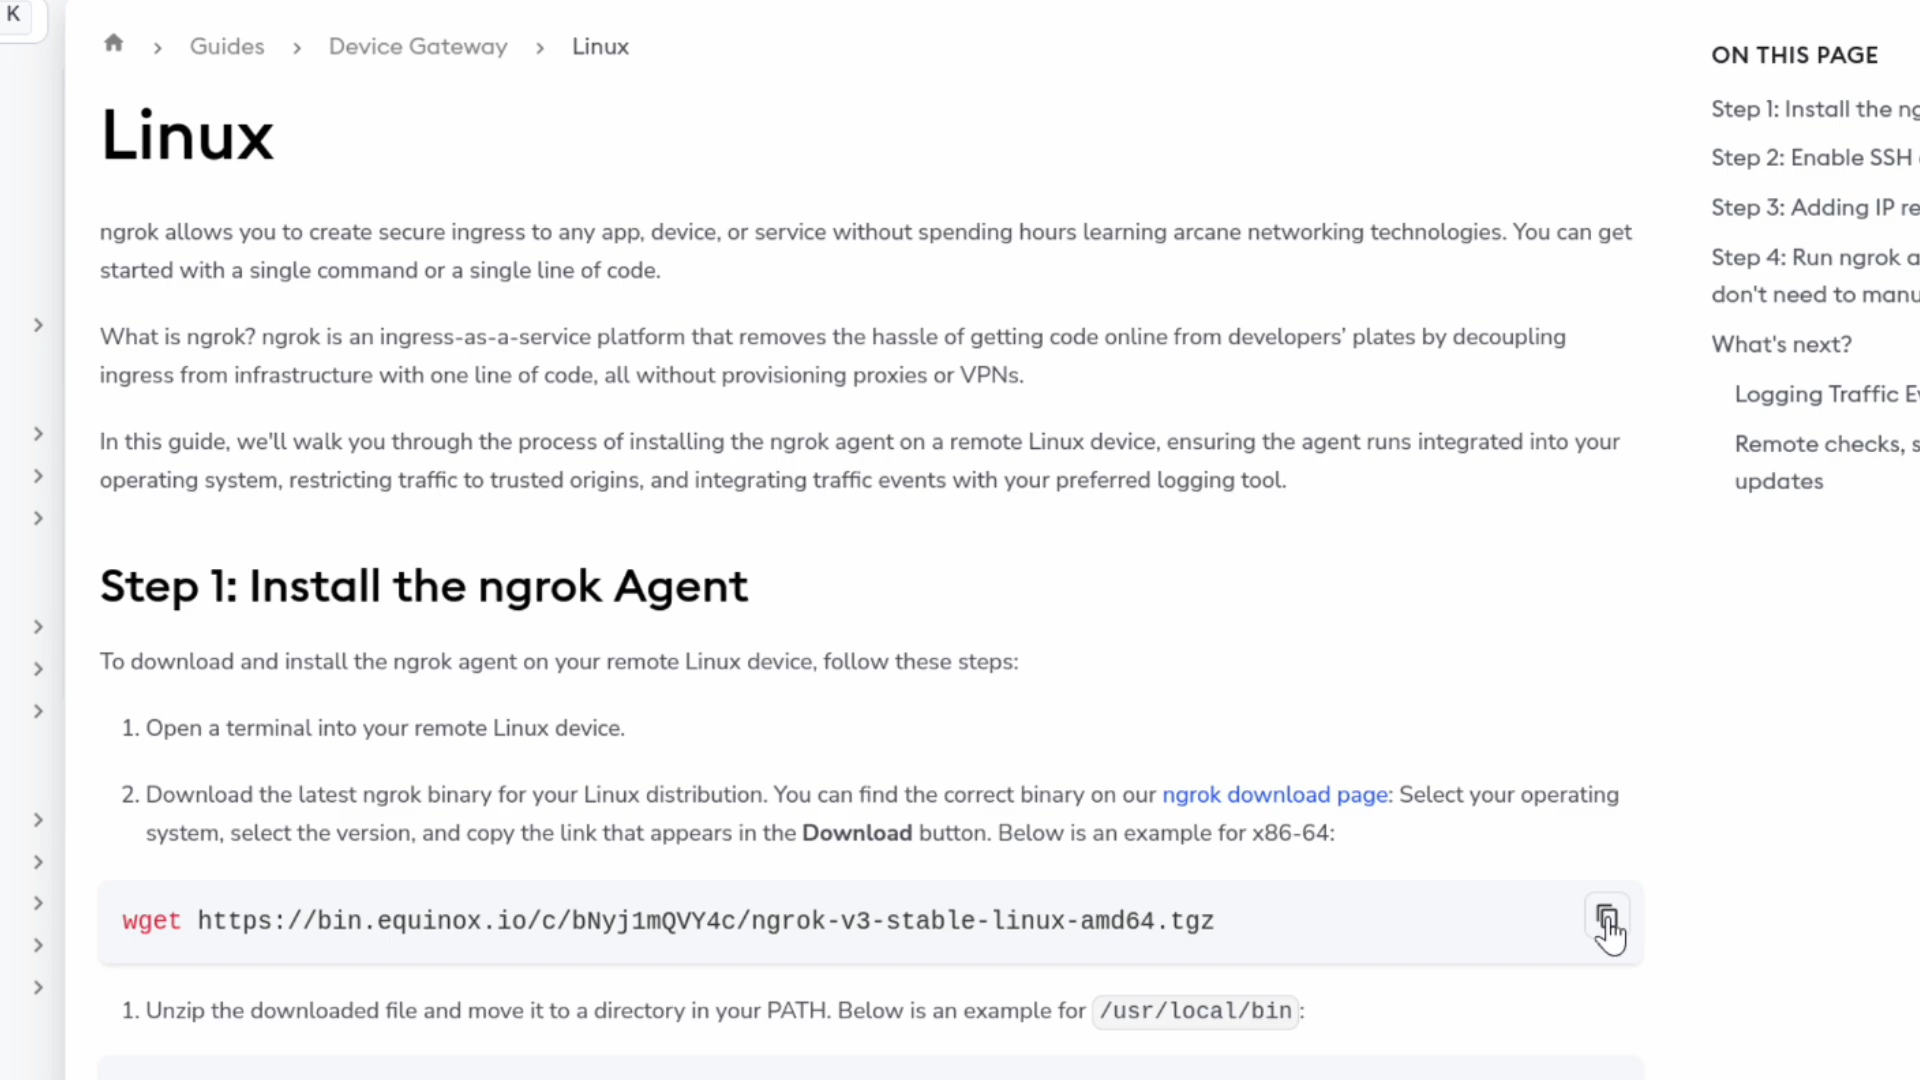 K
Guides > Device Gateway > Linux
Linux
ngrok allows you to create secure ingress to any app, device, or service without spending hours learning arcane networking technologies. You can get
started with a single command or a single line of code.
What is ngrok? ngrok is an ingress-as-a-service platform that removes the hassle of getting code online from developers’ plates by decoupling
ingress from infrastructure with one line of code, all without provisioning proxies or VPNs.
In this guide, we'll walk you through the process of installing the ngrok agent on a remote Linux device, ensuring the agent runs integrated into your
operating system, restricting traffic to trusted origins, and integrating traffic events with your preferred logging tool.
Step 1: Install the ngrok Agent
To download and install the ngrok agent on your remote Linux device, follow these steps:
1. Open a terminal into your remote Linux device.
2. Download the latest ngrok binary for your Linux distribution. You can find the correct binary on our ngrok download page: Select your operating
system, select the version, and copy the link that appears in the Download button. Below is an example for x86-64:
wget https://bin.equinox.io/c/bNyj1mQVY4c/ngrok-v3-stable-linux-amd64.tgz
1. Unzip the downloaded file and move it to a directory in your PATH. Below is an example for /usr/local/bin:
ON THIS PAGE
Step 1: Install the
Step 2: Enable SSH
Step 3: Adding IP
Step 4: Run ngrok
don't need to
What's next?
Logging Traffic
Remote checks,
updates